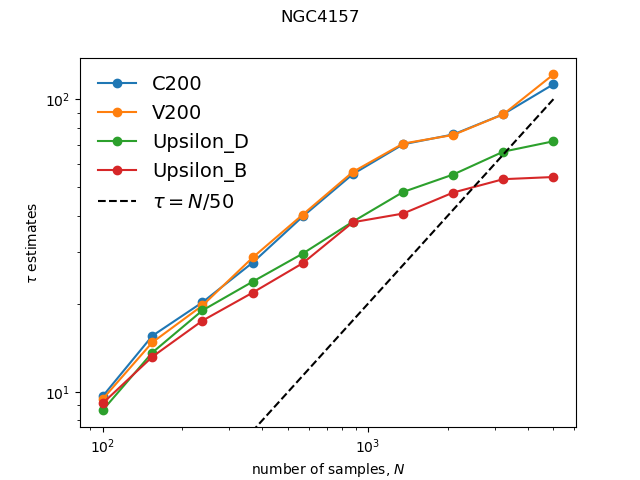 NGC4157
C200
V200
Upsilon_D
Upsilon_B
τ = N/50
10²
10¹
τ estimates
10²
10³
number of samples, N